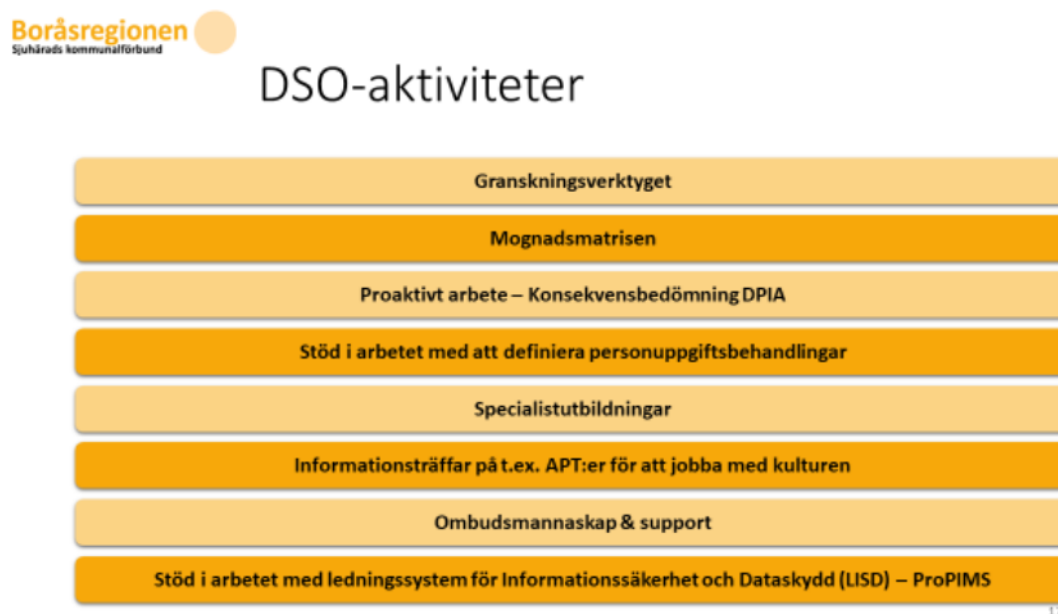 Boråsregionen
Sjuhärads kommunalförbund
DSO-aktiviteter
Granskningsverktyget
Mognadsmatrisen
Proaktivt arbete – Konsekvensbedömning DPIA
Stöd i arbetet med att definiera personuppgiftsbehandlingar
Specialistutbildningar
Informationsträffar på t.ex. APT:er för att jobba med kulturen
Ombudsmannaskap & support
Stöd i arbetet med ledningssystem för Informationssäkerhet och Dataskydd (LISD) – ProPIMS